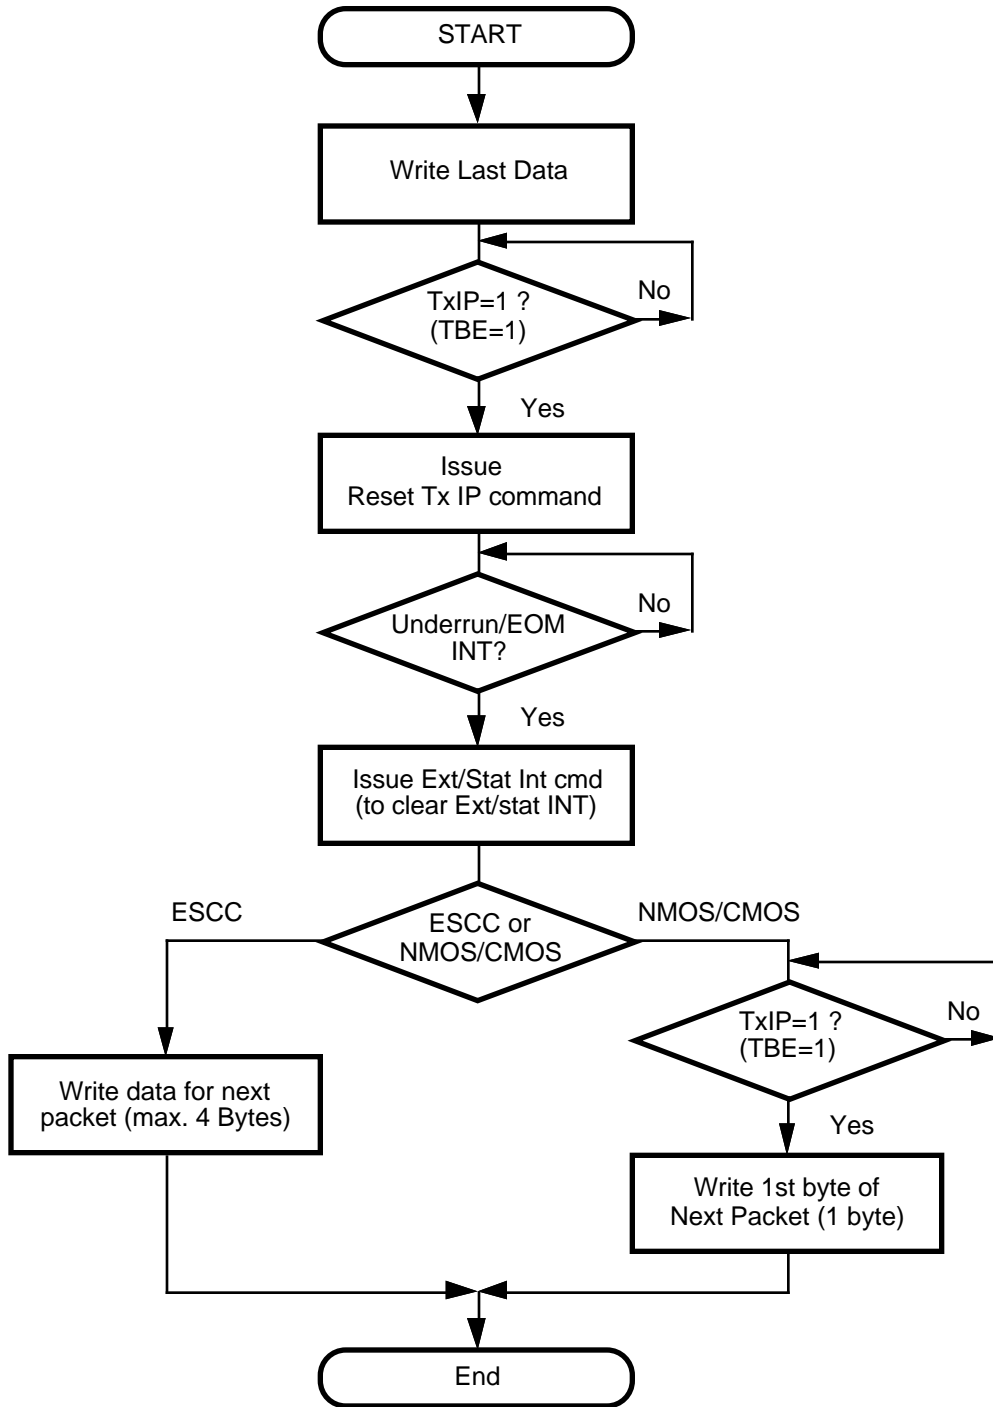 START
Write Last Data
TxIP=1 ?
(TBE=1)
No
Yes
Issue
Reset Tx IP command
Underrun/EOM
INT?
No
Yes
Issue Ext/Stat Int cmd
(to clear Ext/stat INT)
ESCC
ESCC or
NMOS/CMOS
NMOS/CMOS
TxIP=1 ?
(TBE=1)
No
Write data for next
packet (max. 4 Bytes)
Yes
Write 1st byte of
Next Packet (1 byte)
End